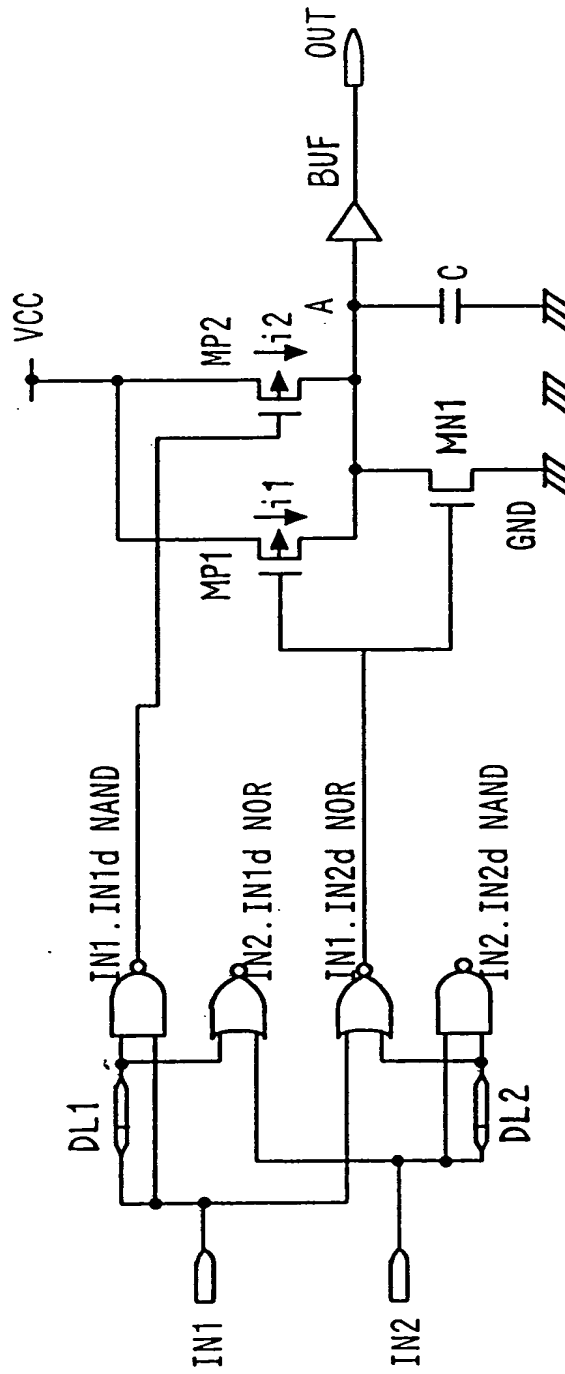 VCC
MP2
i2
MP1
i1
A
BUF
OUT
C
MN1
GND
IN1.IN1d NAND
IN2.IN1d NOR
IN1.IN2d NOR
IN2.IN2d NAND
DL1
DL2
IN1
IN2